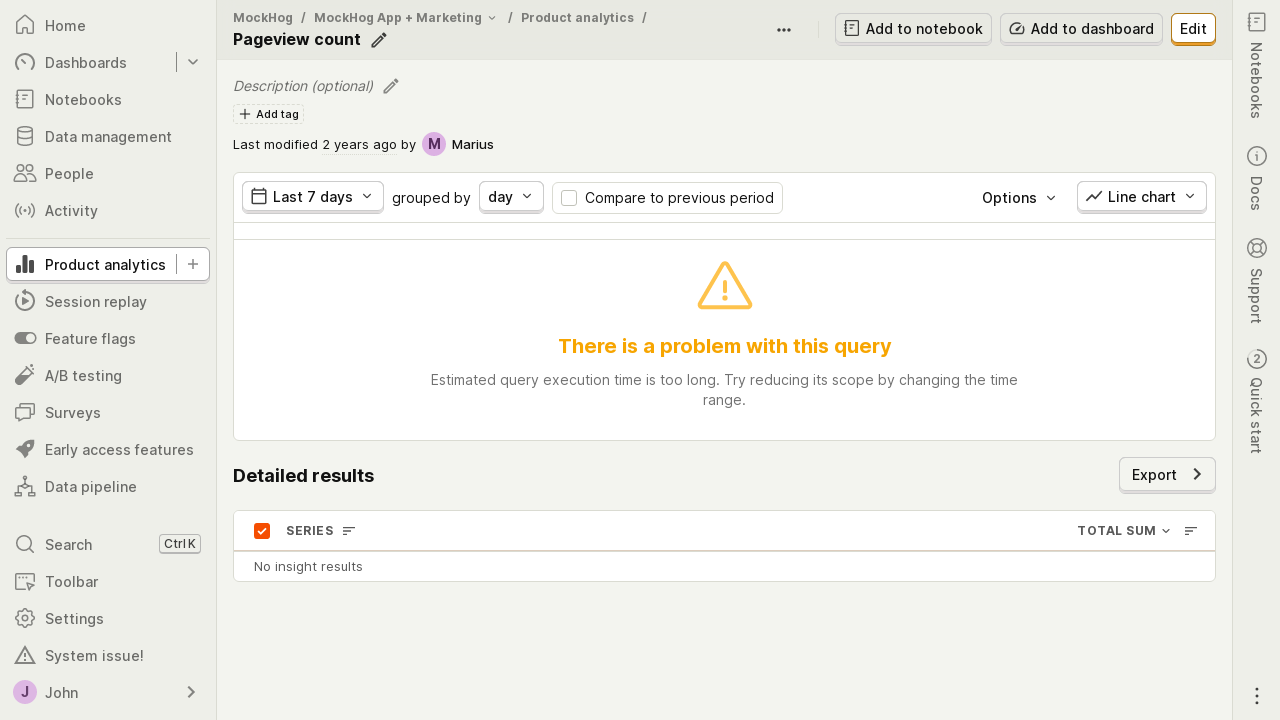 Home
Dashboards
Notebooks
Data management
People
Activity
Product analytics
Session replay
Feature flags
A/B testing
Surveys
Early access features
Data pipeline
Search Ctrl K
Toolbar
Settings
System issue!
J John
MockHog / MockHog App + Marketing / Product analytics /
Pageview count
Add to notebook
Add to dashboard
Edit
Description (optional)
Add tag
Last modified 2 years ago by M Marius
Last 7 days grouped by day Compare to previous period Options Line chart
There is a problem with this query
Estimated query execution time is too long. Try reducing its scope by changing the time
range.
Detailed results
Export
SERIES TOTAL SUM
No insight results
Notebooks
Docs
Support
2
Quick start